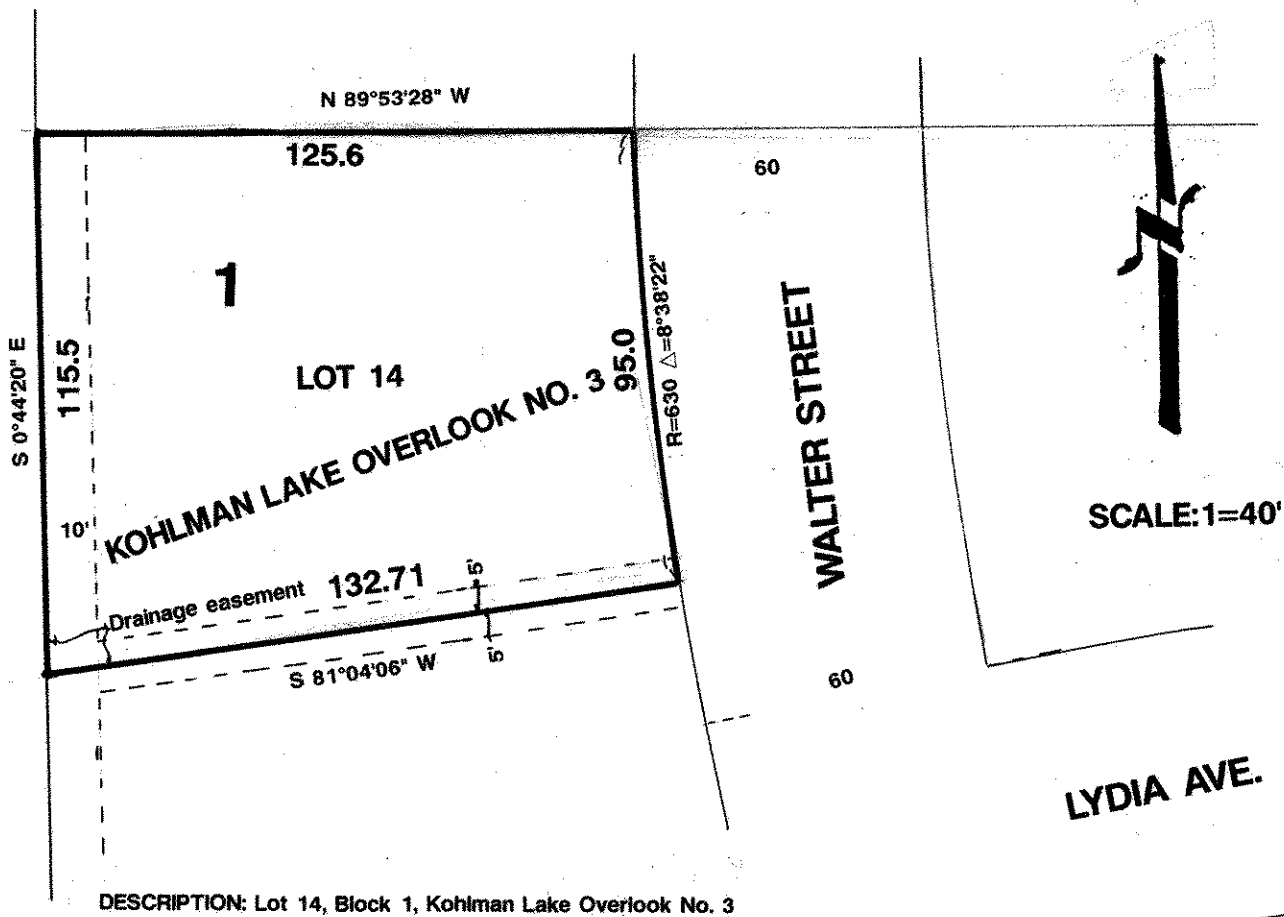 N 89°53'28" W
125.6
60
1
S 0°44'20" E
115.5
LOT 14
95.0
R=630 △=8°38'22"
WALTER STREET
N
KOHLMAN LAKE OVERLOOK NO. 3
SCALE:1=40'
10'
Drainage easement 132.71
5'
5'
S 81°04'06" W
60
LYDIA AVE.
DESCRIPTION: Lot 14, Block 1, Kohlman Lake Overlook No. 3